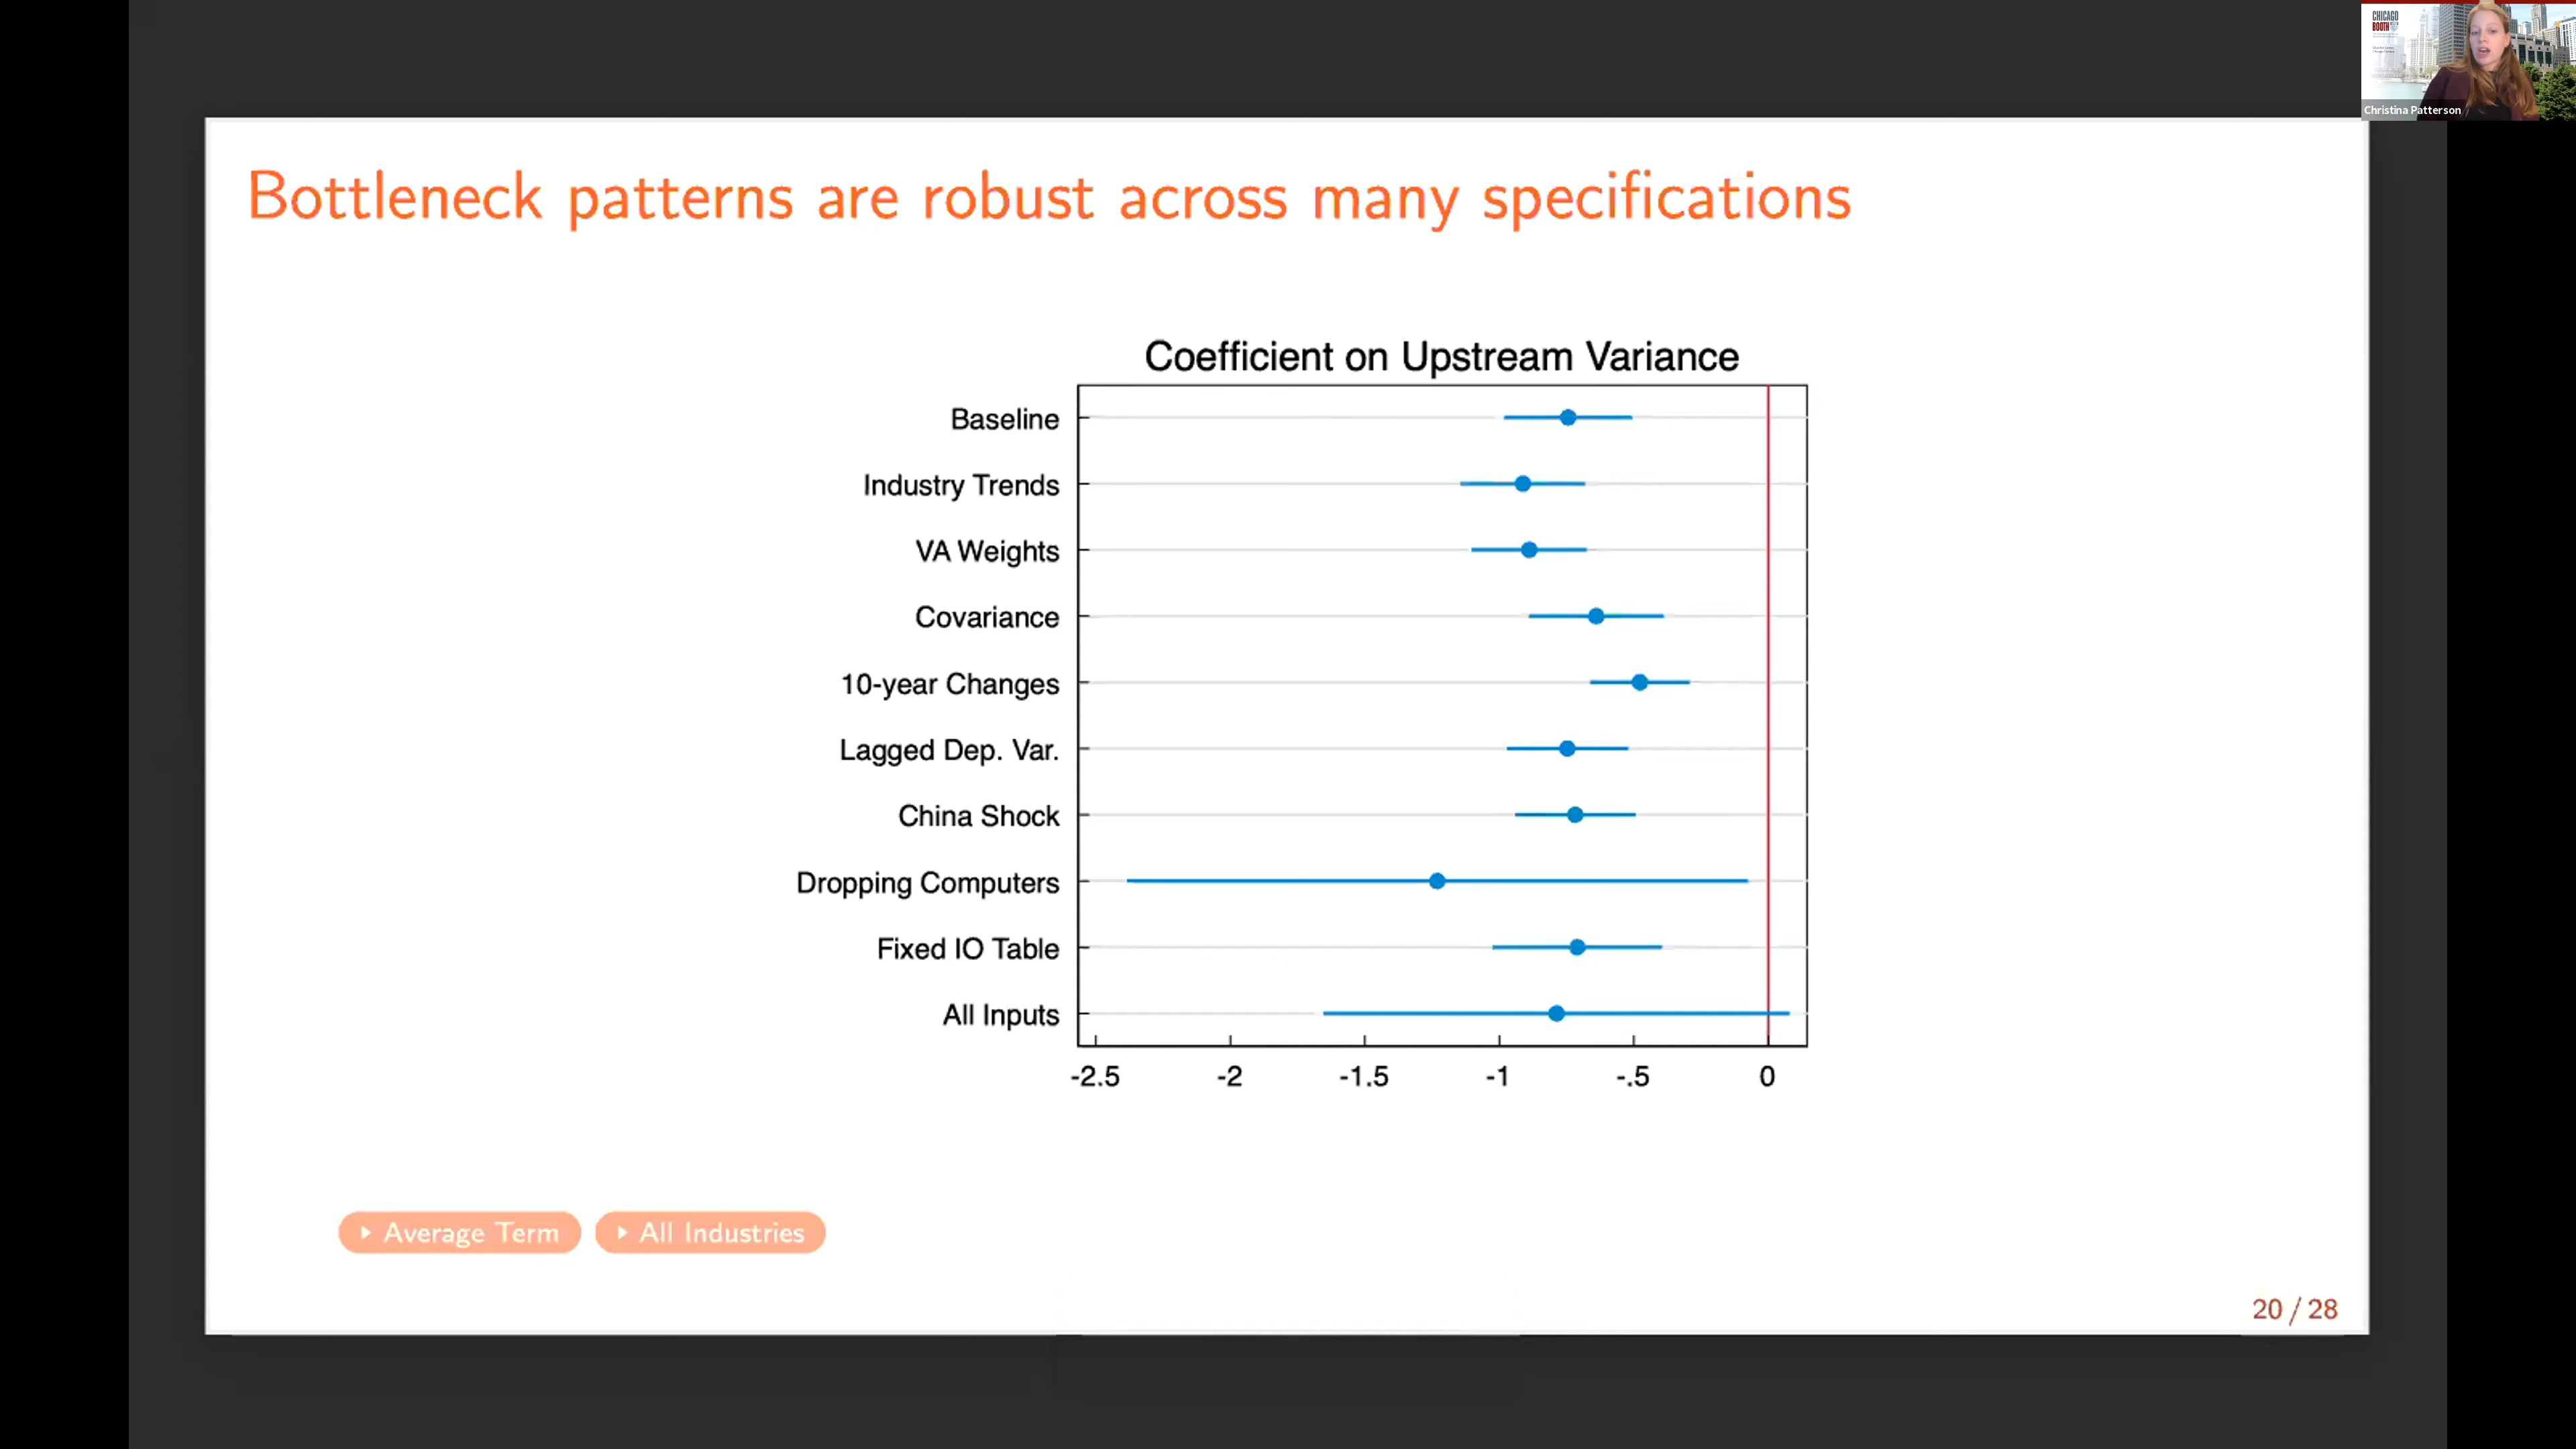 CHICAGO
BOOTH
Christina Patterson
Bottleneck patterns are robust across many specifications
Coefficient on Upstream Variance
Baseline
Industry Trends
VA Weights
Covariance
10-year Changes
Lagged Dep. Var.
China Shock
Dropping Computers
Fixed IO Table
All Inputs
-2.5 -2 -1.5 -1 -.5 0
Average Term All Industries
20 / 28